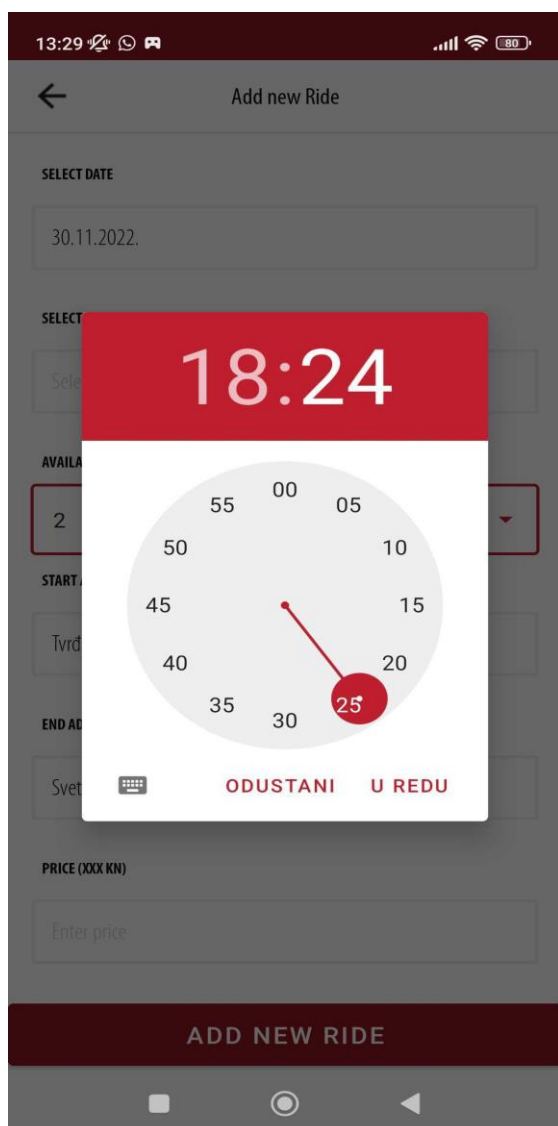 13:29
80
Add new Ride
SELECT DATE
30.11.2022.
SELECT
Sele
18:24
AVAILA
2
00
55 05
50 10
45 15
START
40 20
Tvrđ
35 25
30
END AD
ODUSTANI U REDU
Svet
PRICE (XXX KN)
Enter price
ADD NEW RIDE